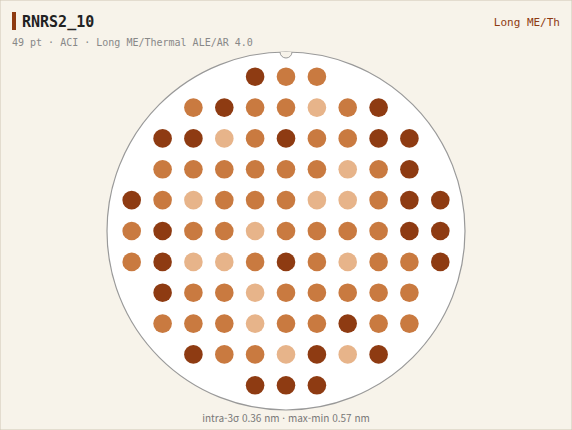 RNRS2_10
Long ME/Th
49 pt · ACI · Long ME/Thermal ALE/AR 4.0
intra-3σ 0.36 nm · max-min 0.57 nm